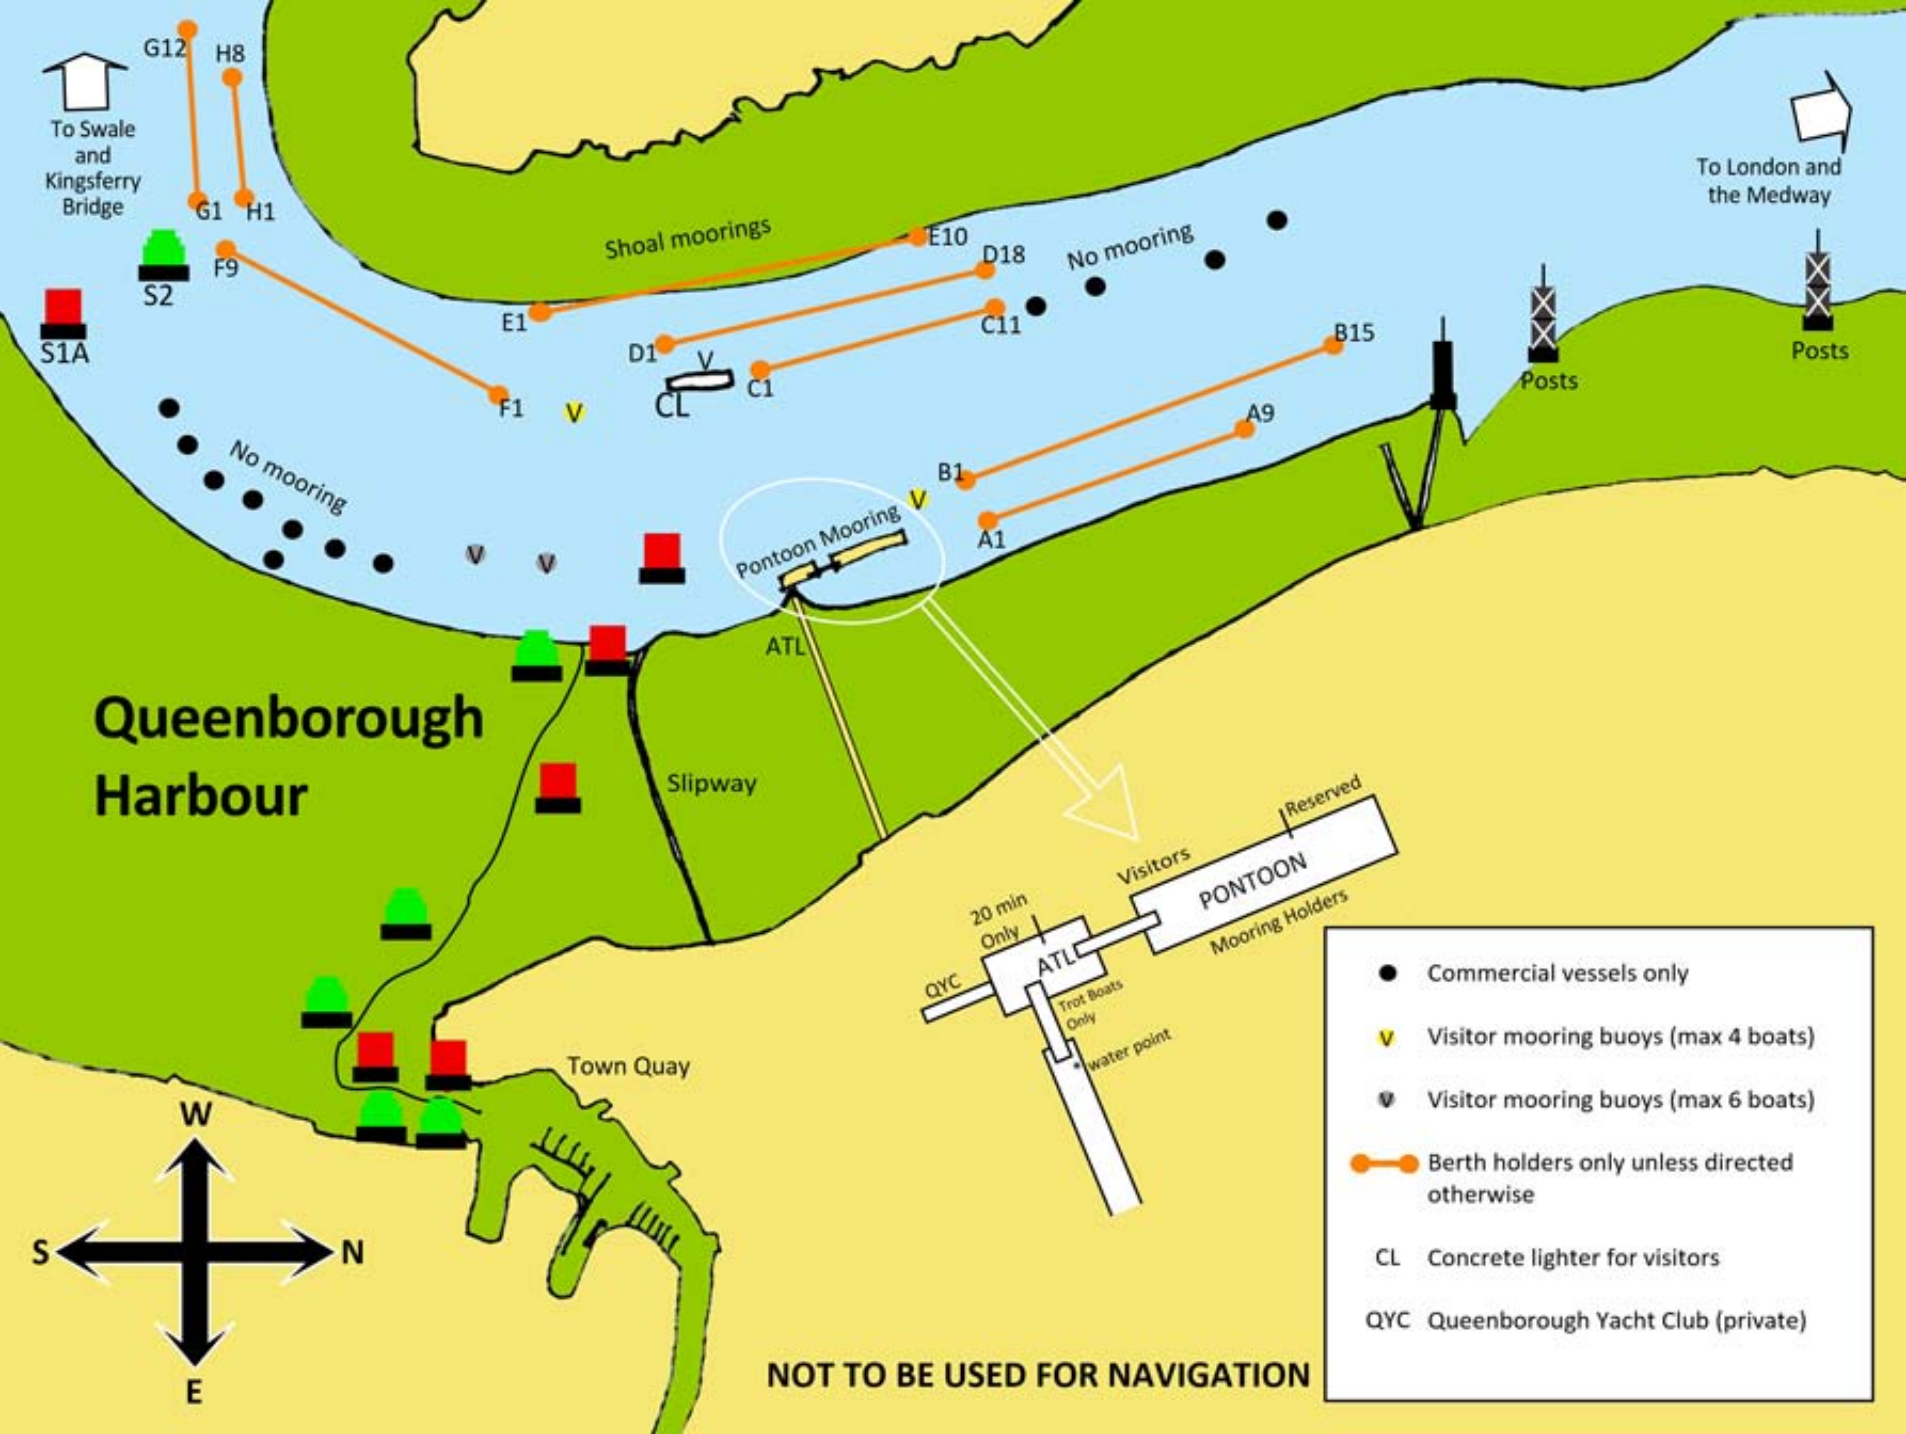 G12
H8
To Swale
and
Kingsferry
Bridge
G1
H1
S2
F9
S1A
Shoal moorings
E10
D18
No mooring
To London and
the Medway
E1
D1
V
C11
C1
CL
F1
V
B15
A9
Posts
Posts
No mooring
B1
V
Pontoon Mooring
A1
V
V
ATL
Queenborough
Harbour
Slipway
Reserved
Visitors
PONTOON
20 min
Only
Mooring Holders
ATL
QYC
Trot Boats
Only
* water point
Town Quay
W
S
N
E
Commercial vessels only
V Visitor mooring buoys (max 4 boats)
V Visitor mooring buoys (max 6 boats)
Berth holders only unless directed
otherwise
CL Concrete lighter for visitors
QYC Queenborough Yacht Club (private)
NOT TO BE USED FOR NAVIGATION